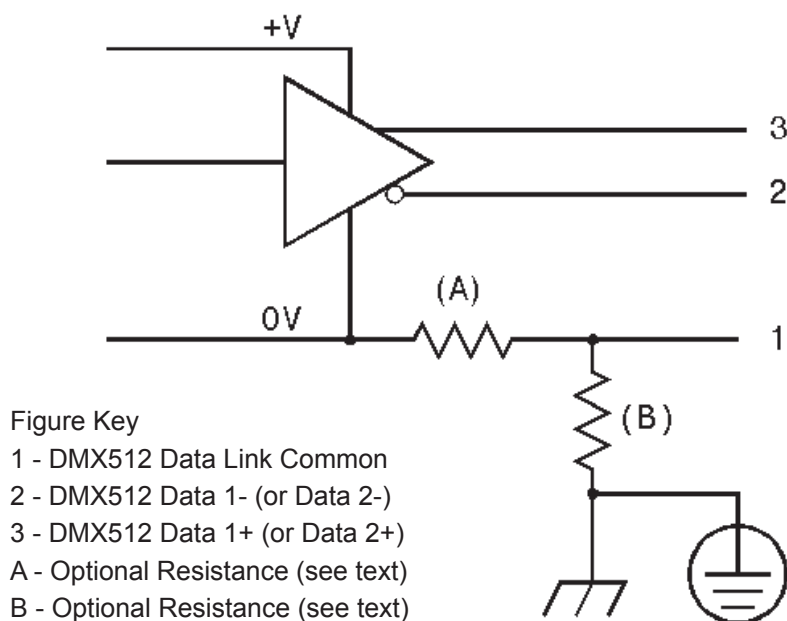 +V
3
2
(A)
0V
1
(B)
Figure Key
1 - DMX512 Data Link Common
2 - DMX512 Data 1- (or Data 2-)
3 - DMX512 Data 1+ (or Data 2+)
A - Optional Resistance (see text)
B - Optional Resistance (see text)